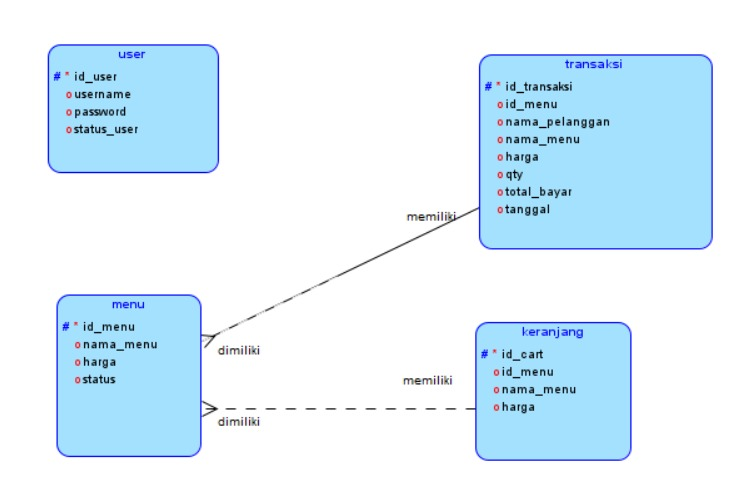 user
# * id_user
o username
o password
o status_user
transaksi
# * id_transaksi
o id_menu
o nama_pelanggan
o nama_menu
o harga
o qty
o total_bayar
o tanggal
memiliki
dimiliki
menu
# * id_menu
o nama_menu
o harga
o status
memiliki
dimiliki
keranjang
# * id_cart
o id_menu
o nama_menu
o harga